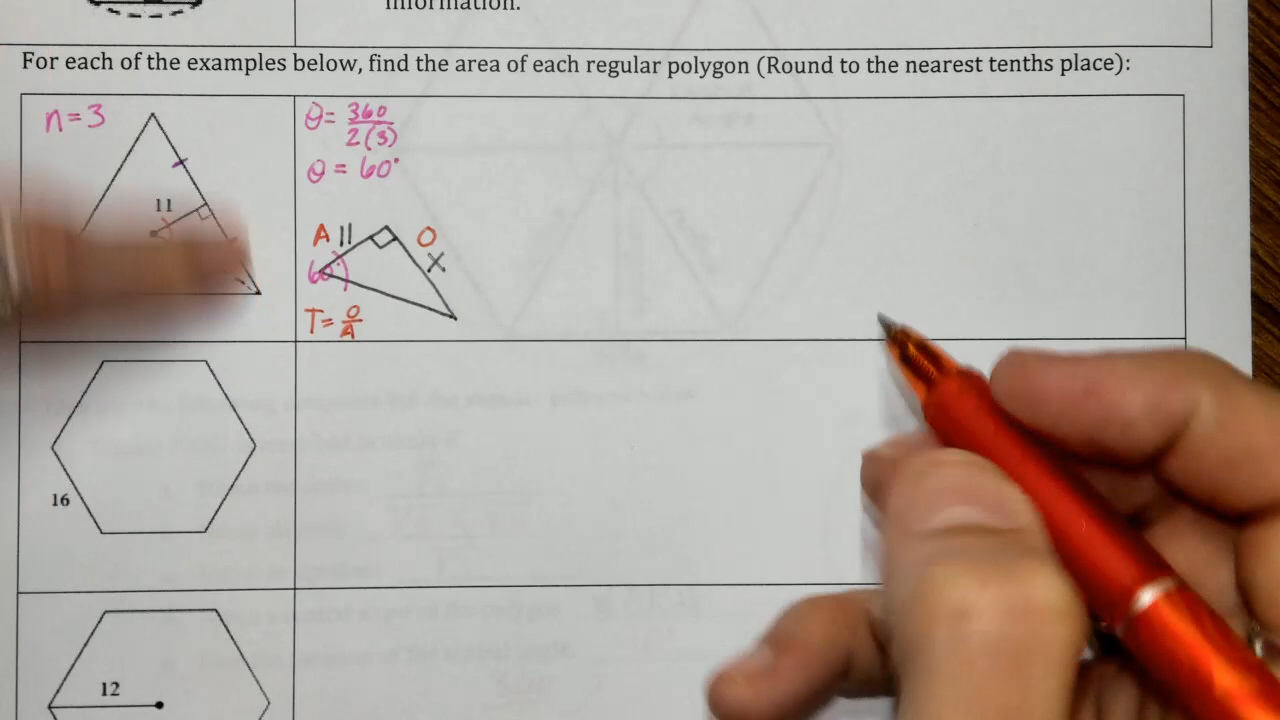 information.
For each of the examples below, find the area of each regular polygon (Round to the nearest tenths place):
n=3
11
θ= 360
2(3)
θ = 60°
A 11 O
60° X
T= O
A
16
12